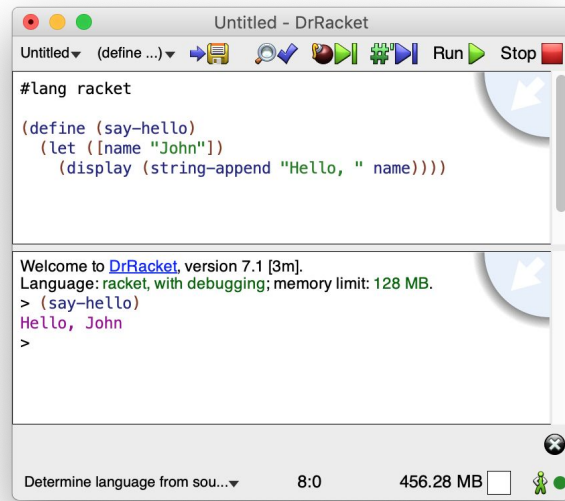 Untitled - DrRacket
Untitled (define ...) Run Stop
#lang racket
(define (say-hello)
  (let ([name "John"])
    (display (string-append "Hello, " name))))
Welcome to DrRacket, version 7.1 [3m].
Language: racket, with debugging; memory limit: 128 MB.
> (say-hello)
Hello, John
>
Determine language from sou... 8:0 456.28 MB